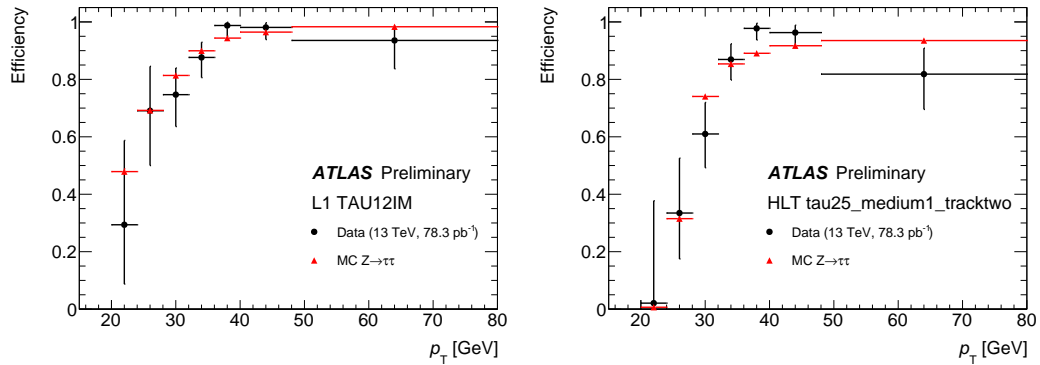 Efficiency
1
0.8
0.6
0.4
0.2
0
ATLAS Preliminary
L1 TAU12IM
Data (13 TeV, 78.3 pb⁻¹)
MC Z→ττ
20 30 40 50 60 70 80
p_T [GeV]
Efficiency
1
0.8
0.6
0.4
0.2
0
ATLAS Preliminary
HLT tau25_medium1_tracktwo
Data (13 TeV, 78.3 pb⁻¹)
MC Z→ττ
20 30 40 50 60 70 80
p_T [GeV]